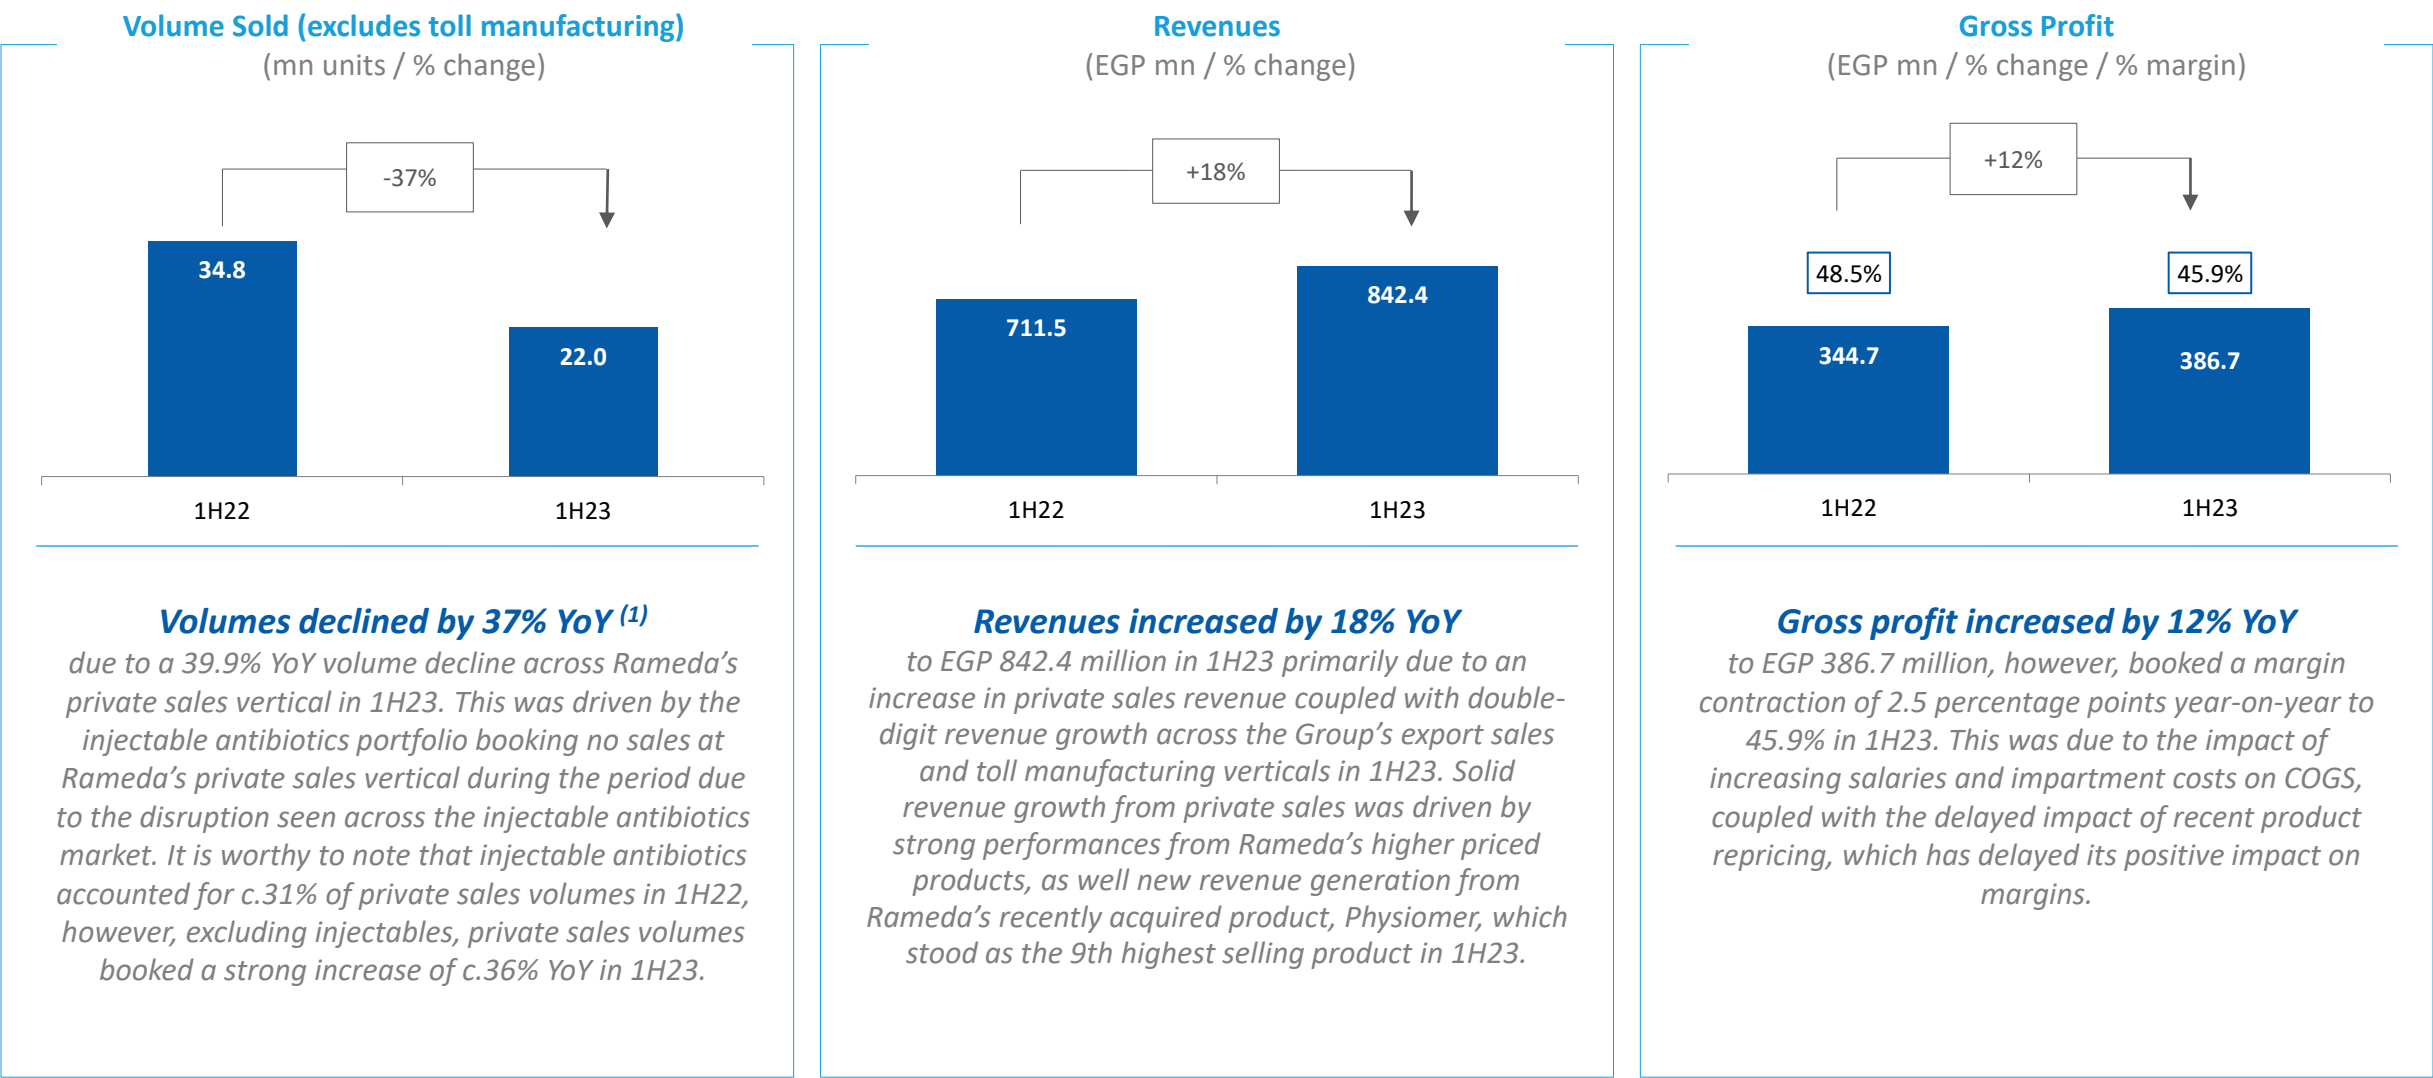 Volume Sold (excludes toll manufacturing)
(mn units / % change)
-37%
34.8
22.0
1H22
1H23
Volumes declined by 37% YoY (1)
due to a 39.9% YoY volume decline across Rameda’s
private sales vertical in 1H23. This was driven by the
injectable antibiotics portfolio booking no sales at
Rameda’s private sales vertical during the period due
to the disruption seen across the injectable antibiotics
market. It is worthy to note that injectable antibiotics
accounted for c.31% of private sales volumes in 1H22,
however, excluding injectables, private sales volumes
booked a strong increase of c.36% YoY in 1H23.
Revenues
(EGP mn / % change)
+18%
711.5
842.4
1H22
1H23
Revenues increased by 18% YoY
to EGP 842.4 million in 1H23 primarily due to an
increase in private sales revenue coupled with double-
digit revenue growth across the Group’s export sales
and toll manufacturing verticals in 1H23. Solid
revenue growth from private sales was driven by
strong performances from Rameda’s higher priced
products, as well new revenue generation from
Rameda’s recently acquired product, Physiomer, which
stood as the 9th highest selling product in 1H23.
Gross Profit
(EGP mn / % change / % margin)
+12%
48.5%
45.9%
344.7
386.7
1H22
1H23
Gross profit increased by 12% YoY
to EGP 386.7 million, however, booked a margin
contraction of 2.5 percentage points year-on-year to
45.9% in 1H23. This was due to the impact of
increasing salaries and impartment costs on COGS,
coupled with the delayed impact of recent product
repricing, which has delayed its positive impact on
margins.